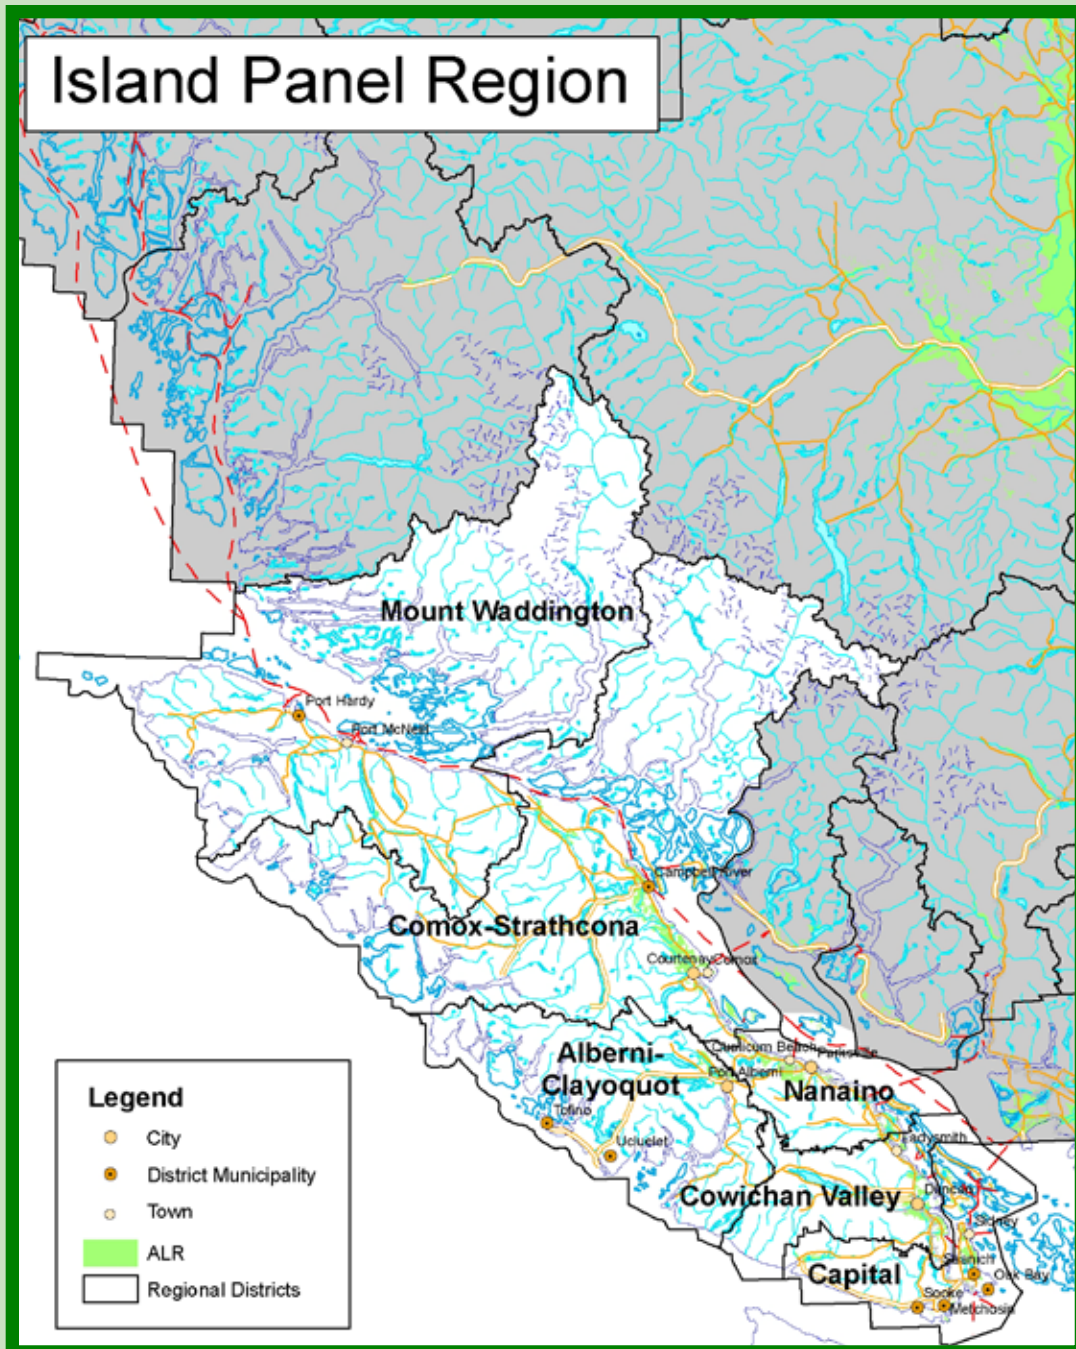 Island Panel Region
Mount Waddington
Port Hardy
Port McNeill
Campbell River
Comox-Strathcona
Courtenay
Comox
Alberni-
Clayoquot
Qualicum Beach
Parksville
Port Alberni
Nanaimo
Tofino
Ucluelet
Ladysmith
Cowichan Valley
Duncan
Sidney
Saanich
Capital
Oak Bay
Sooke
Metchosin
Legend
City
District Municipality
Town
ALR
Regional Districts